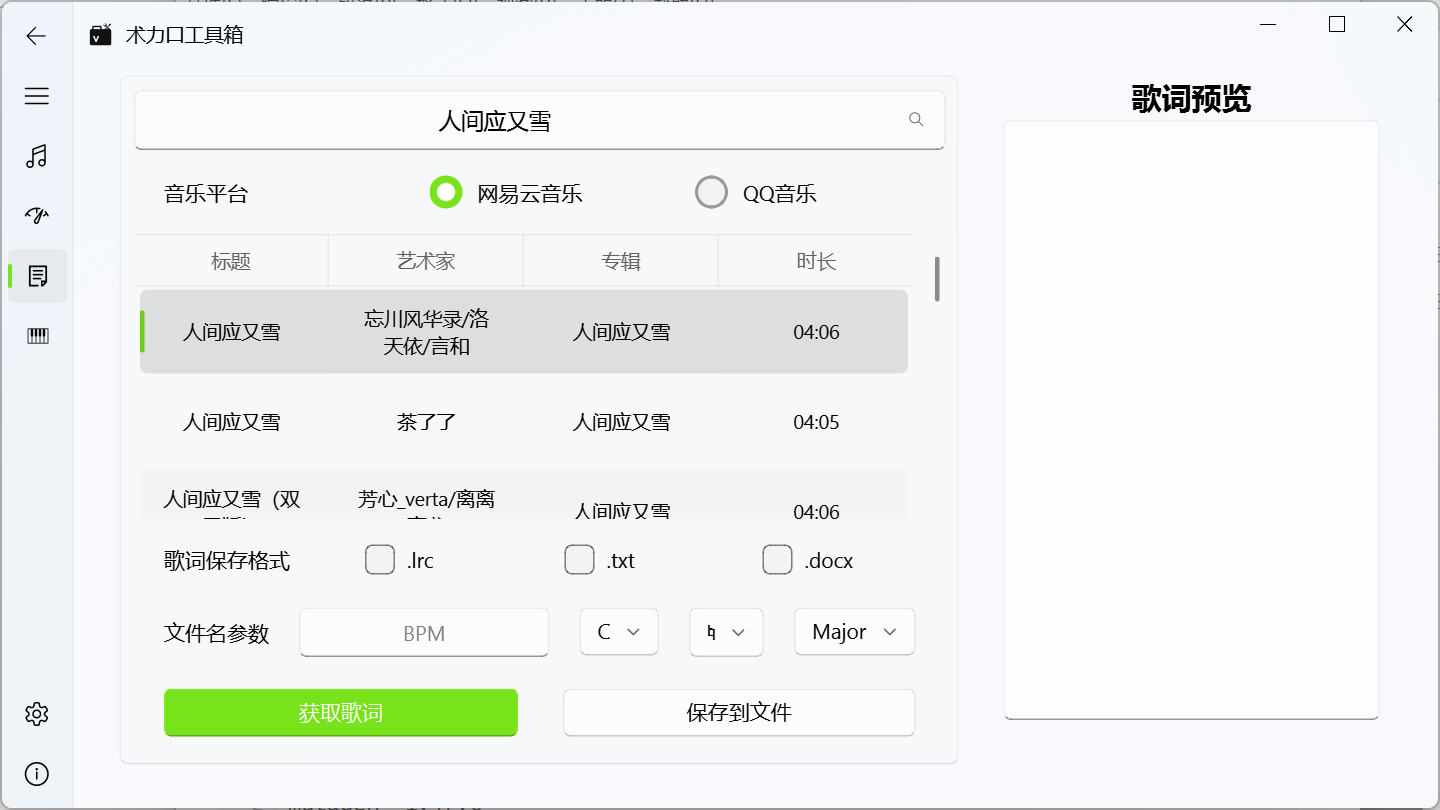 术力口工具箱
人间应又雪
音乐平台
网易云音乐
QQ音乐
标题
艺术家
专辑
时长
人间应又雪
忘川风华录/洛
天依/言和
人间应又雪
04:06
人间应又雪
茶了了
人间应又雪
04:05
人间应又雪（双
芳心_verta/离离
人间应又雪
04:06
歌词保存格式
.lrc
.txt
.docx
文件名参数
BPM
C
♮
Major
获取歌词
保存到文件
歌词预览